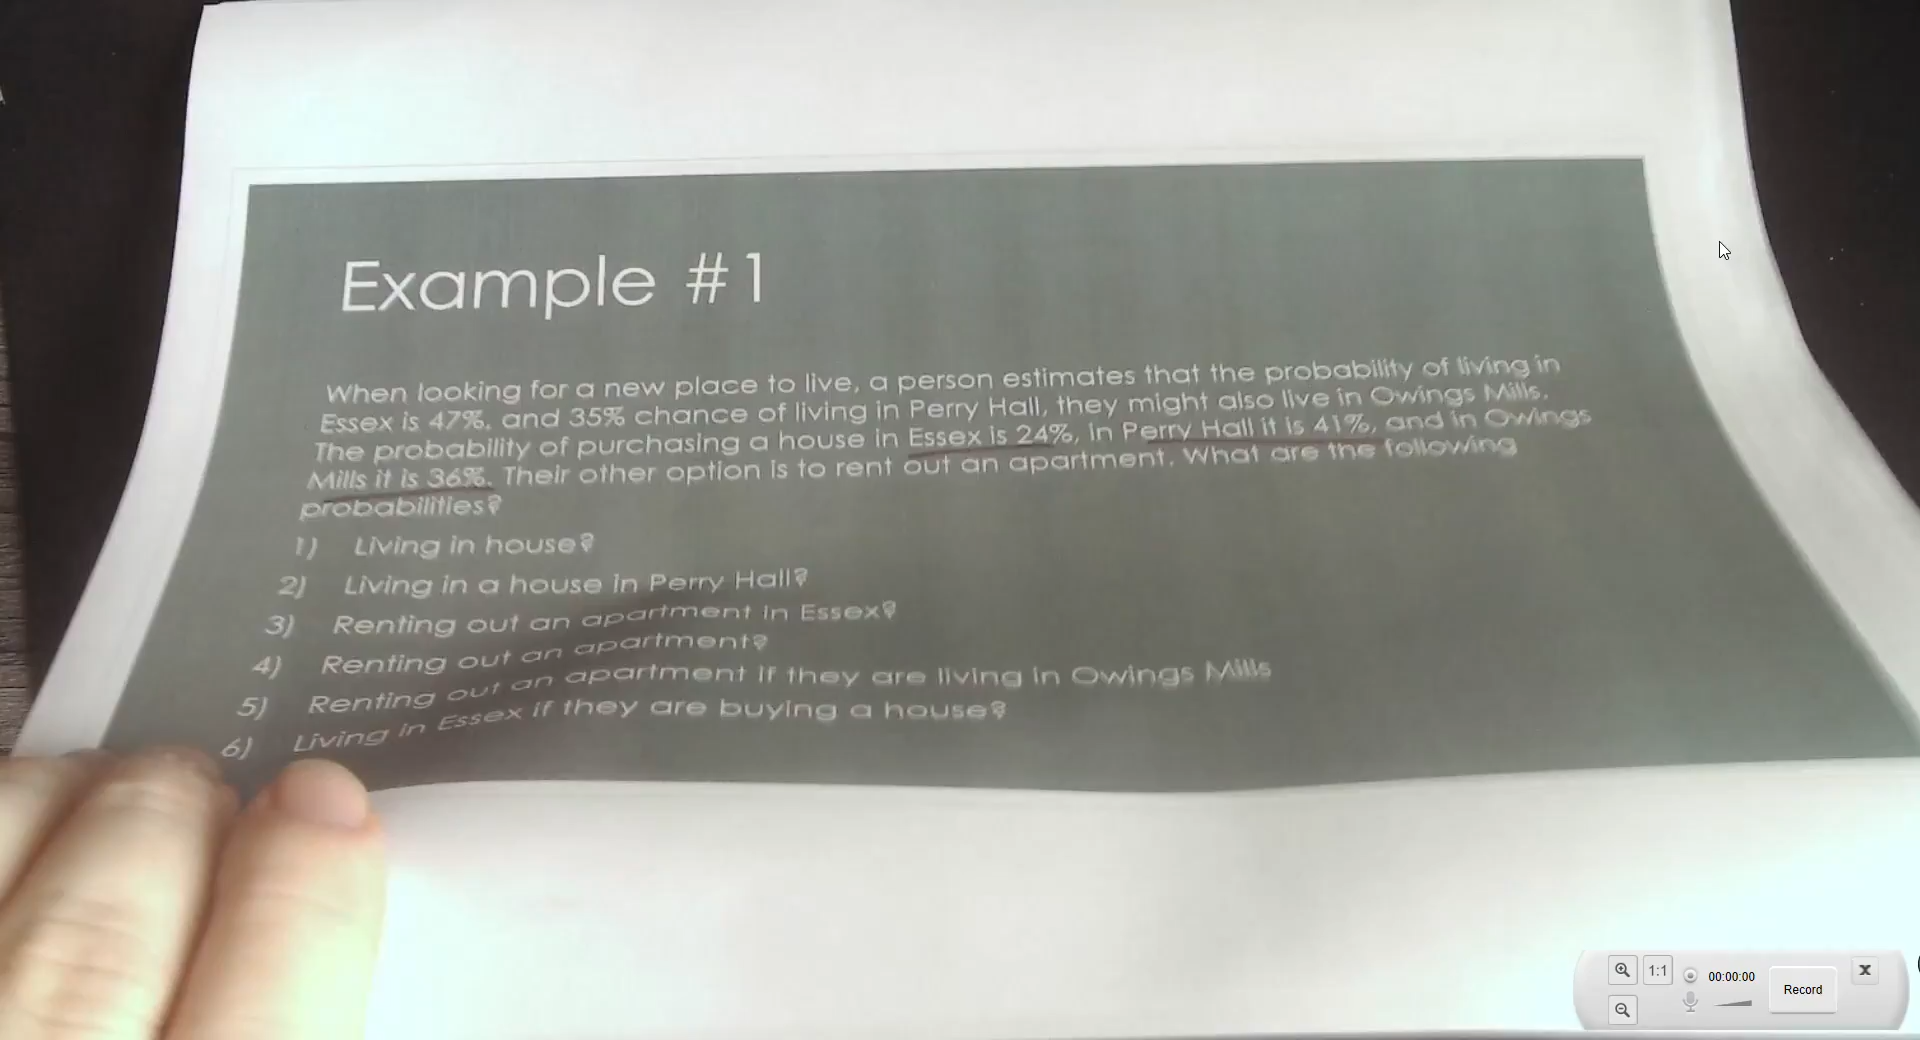 Example #1
When looking for a new place to live, a person estimates that the probability of living in
Essex is 47%, and 35% chance of living in Perry Hall, they might also live in Owings Mills.
The probability of purchasing a house in Essex is 24%, in Perry Hall it is 41%, and in Owings
Mills it is 36%. Their other option is to rent out an apartment. What are the following
probabilities?
1) Living in house?
2) Living in a house in Perry Hall?
3) Renting out an apartment in Essex?
4) Renting out an apartment?
5) Renting out an apartment if they are living in Owings Mills
6) Living in Essex if they are buying a house?
1:1
00:00:00
Record
x